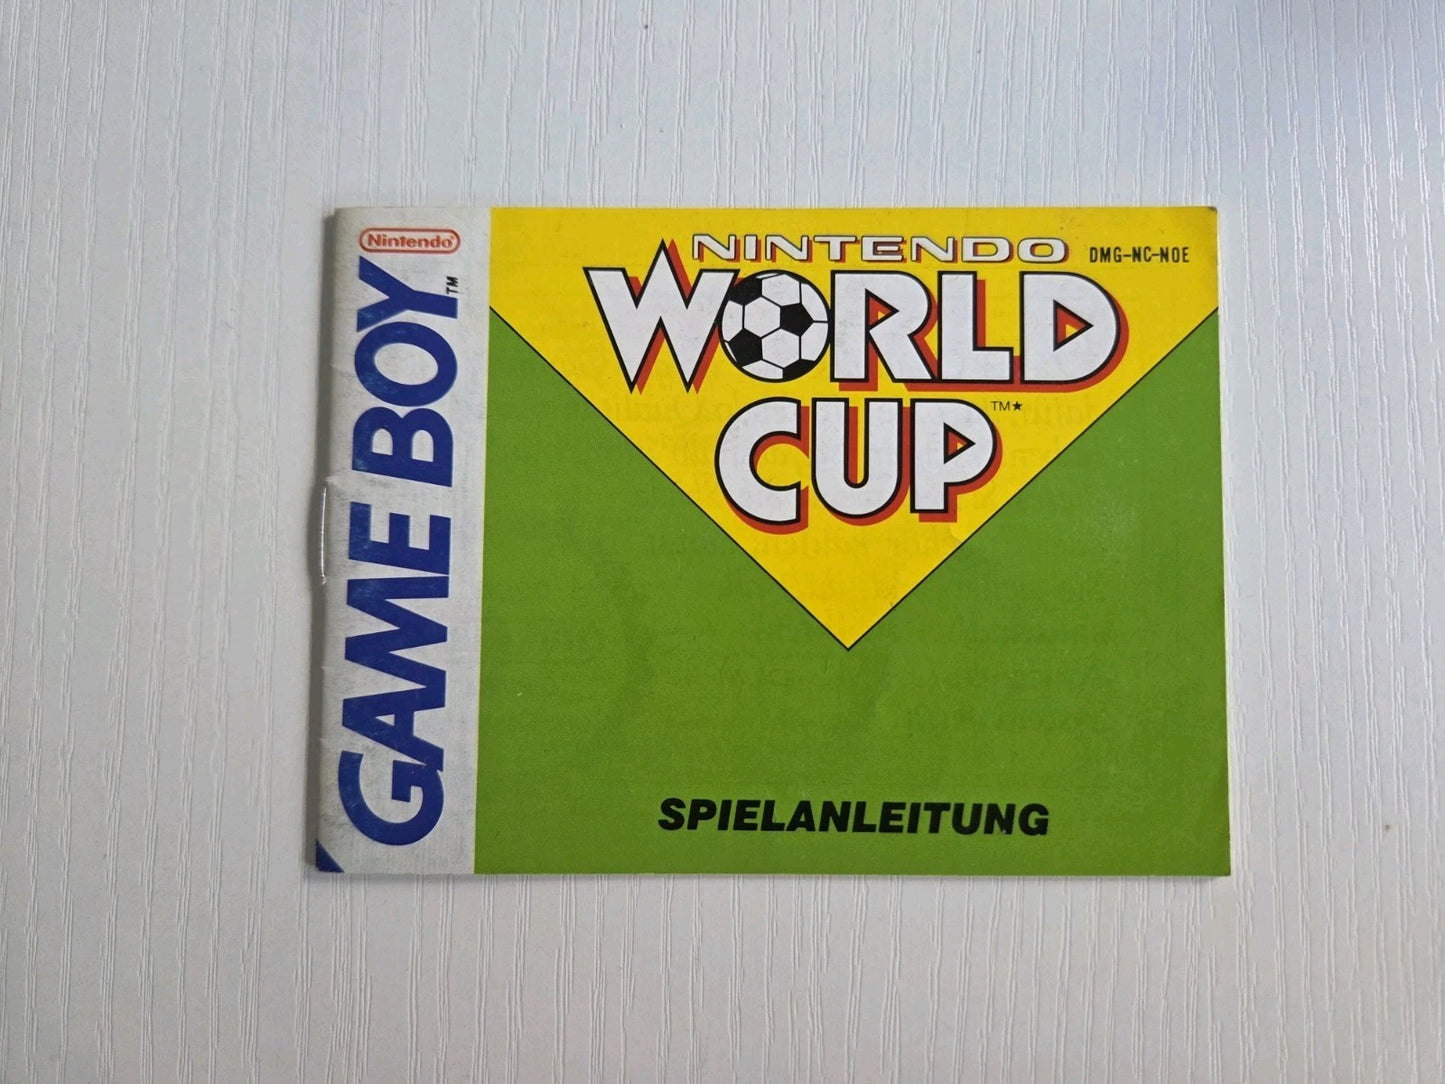 Nintendo®
GAME BOY™
NINTENDO
DMG-NC-NOE
WORLD
CUP™★
SPIELANLEITUNG